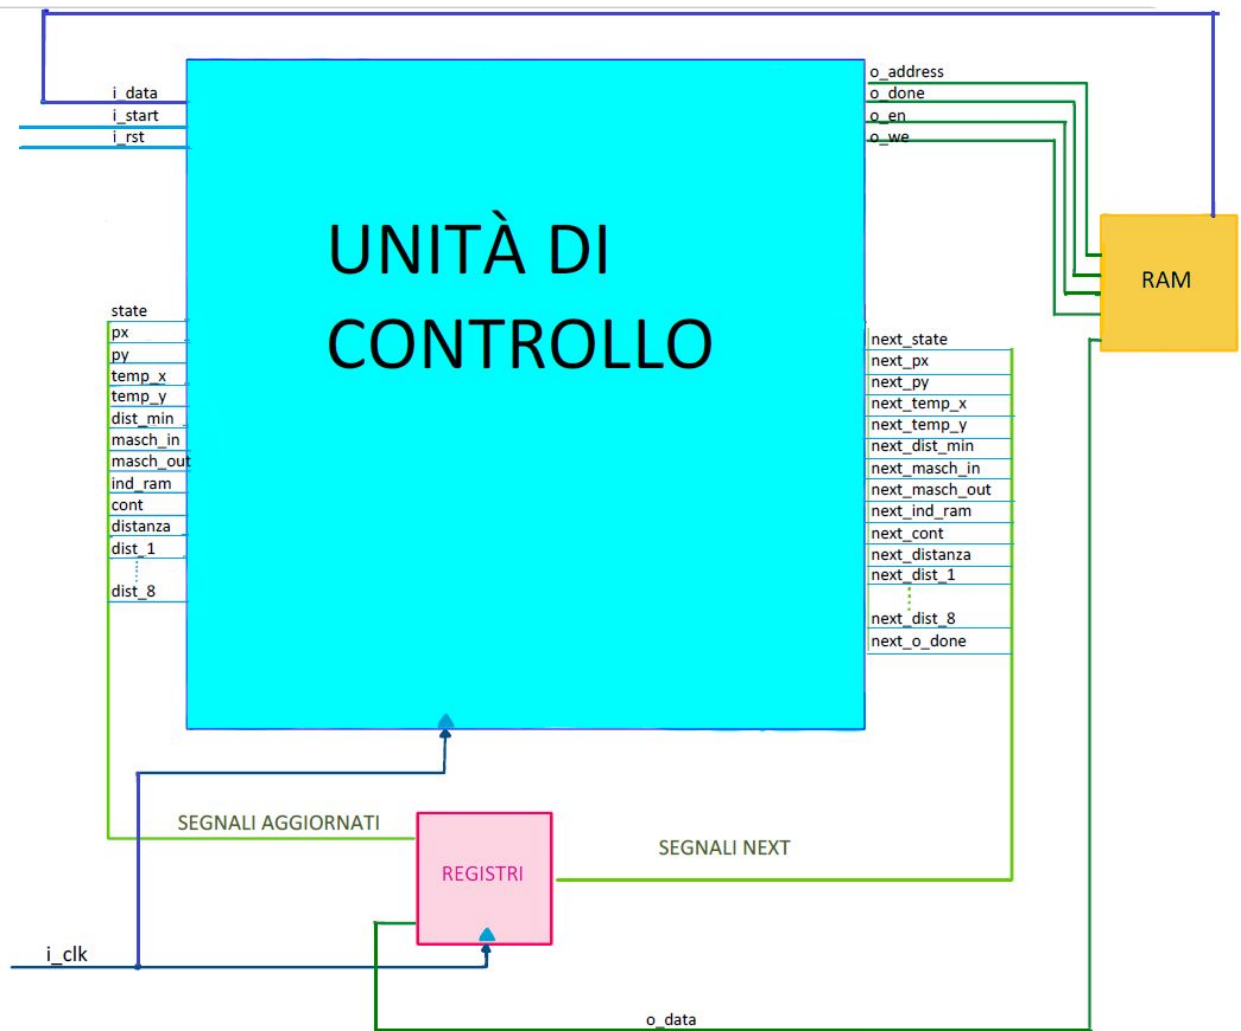 i_data
i_start
i_rst
o_address
o_done
o_en
o_we
UNITÀ DI
CONTROLLO
RAM
state
px
py
temp_x
temp_y
dist_min
masch_in
masch_out
ind_ram
cont
distanza
dist_1
dist_8
next_state
next_px
next_py
next_temp_x
next_temp_y
next_dist_min
next_masch_in
next_masch_out
next_ind_ram
next_cont
next_distanza
next_dist_1
next_dist_8
next_o_done
SEGNALI AGGIORNATI
SEGNALI NEXT
REGISTRI
i_clk
o_data